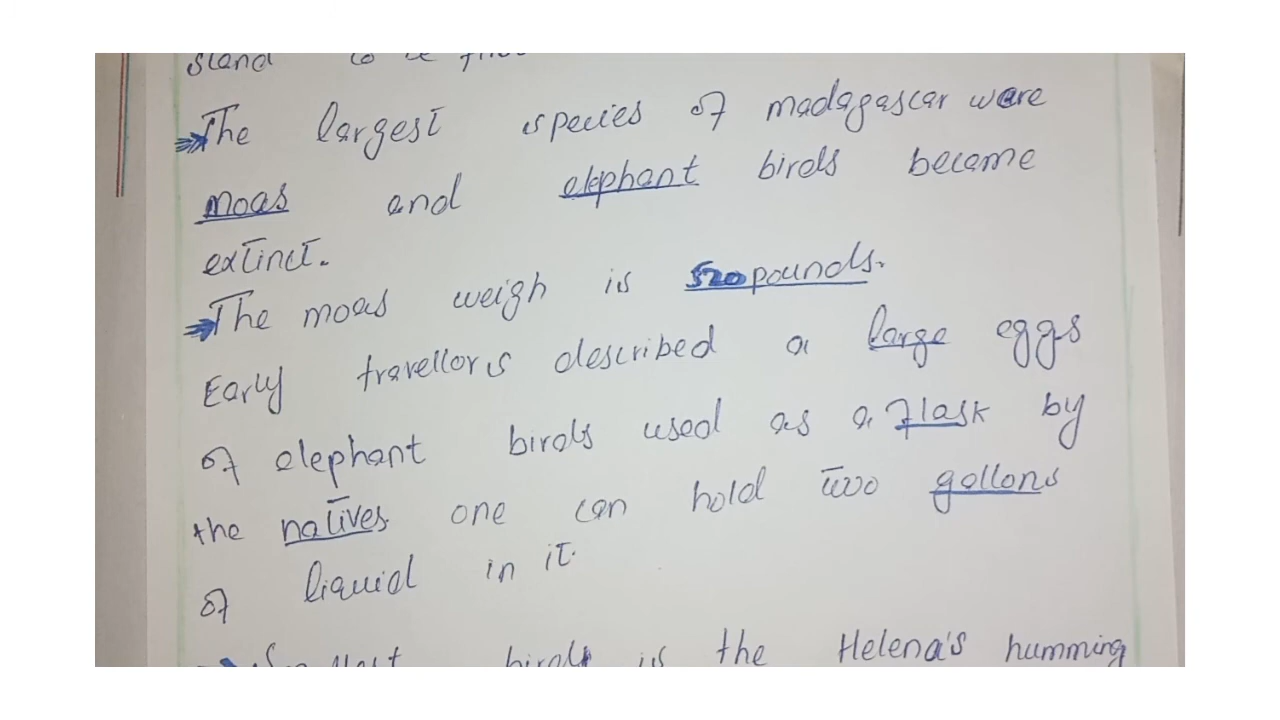 The largest species of madagascar were
moas and elephant birds became
extinct.
The moas weigh is 520 pounds.
Early travellors described a large eggs
of elephant birds used as a flask by
the natives. one can hold two gallons
of liquid in it.
birds is the Helena's humming